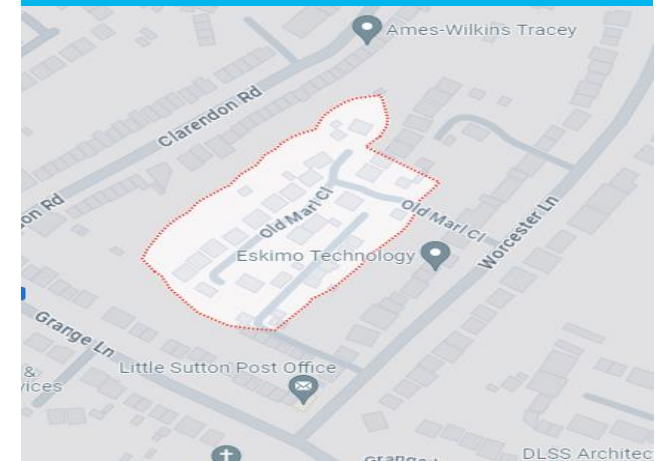 Ames-Wilkins Tracey
Clarendon Rd
on Rd
Old Marl Cl
Old Marl Cl
Worcester Ln
Eskimo Technology
Grange Ln
Little Sutton Post Office
&
vices
DLSS Architec